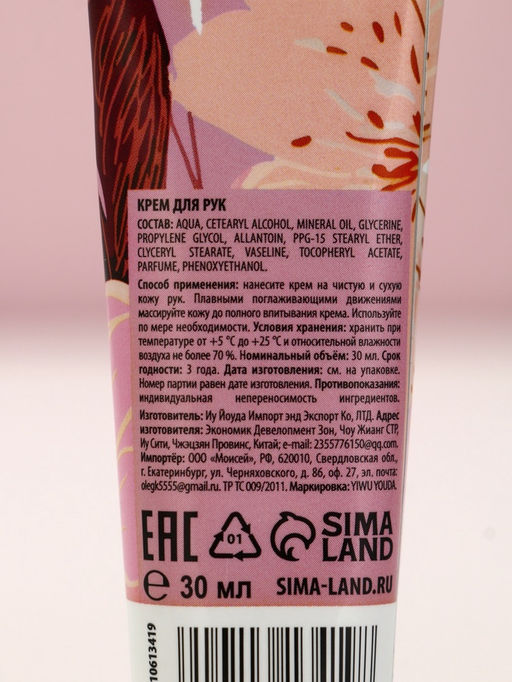 КРЕМ ДЛЯ РУК
СОСТАВ: AQUA, CETEARYL ALCOHOL, MINERAL OIL, GLYCERINE,
PROPYLENE GLYCOL, ALLANTOIN, PPG-15 STEARYL ETHER,
CLYCERYL STEARATE, VASELINE, TOCOPHERYL ACETATE,
PARFUME, PHENOXYETHANOL.
Способ применения: нанесите крем на чистую и сухую
кожу рук. Плавными поглаживающими движениями
массируйте кожу до полного впитывания крема. Используйте
по мере необходимости. Условия хранения: хранить при
температуре от +5 °С до +25 °С и относительной влажности
воздуха не более 70 %. Номинальный объём: 30 мл. Срок
годности: 3 года. Дата изготовления: см. на упаковке.
Номер партии равен дате изготовления. Противопоказания:
индивидуальная непереносимость ингредиентов.
Изготовитель: Иу Йоуда Импорт энд Экспорт Ко, ЛТД. Адрес
изготовителя: Экономик Девелопмент Зон, Чоу Жианг СТР,
Иу Сити, Чжэцзян Провинс, Китай; e-mail: 2355776150@qq.com.
Импортёр: ООО «Моисей», РФ, 620010, Свердловская обл.,
г. Екатеринбург, ул. Черняховского, д. 86, оф. 27, эл. почта:
olegk5555@gmail.ru. ТР ТС 009/2011. Маркировка: YIWU YOUDA.
EAC 01 SIMA
LAND
℮ 30 мл SIMA-LAND.RU
10613419